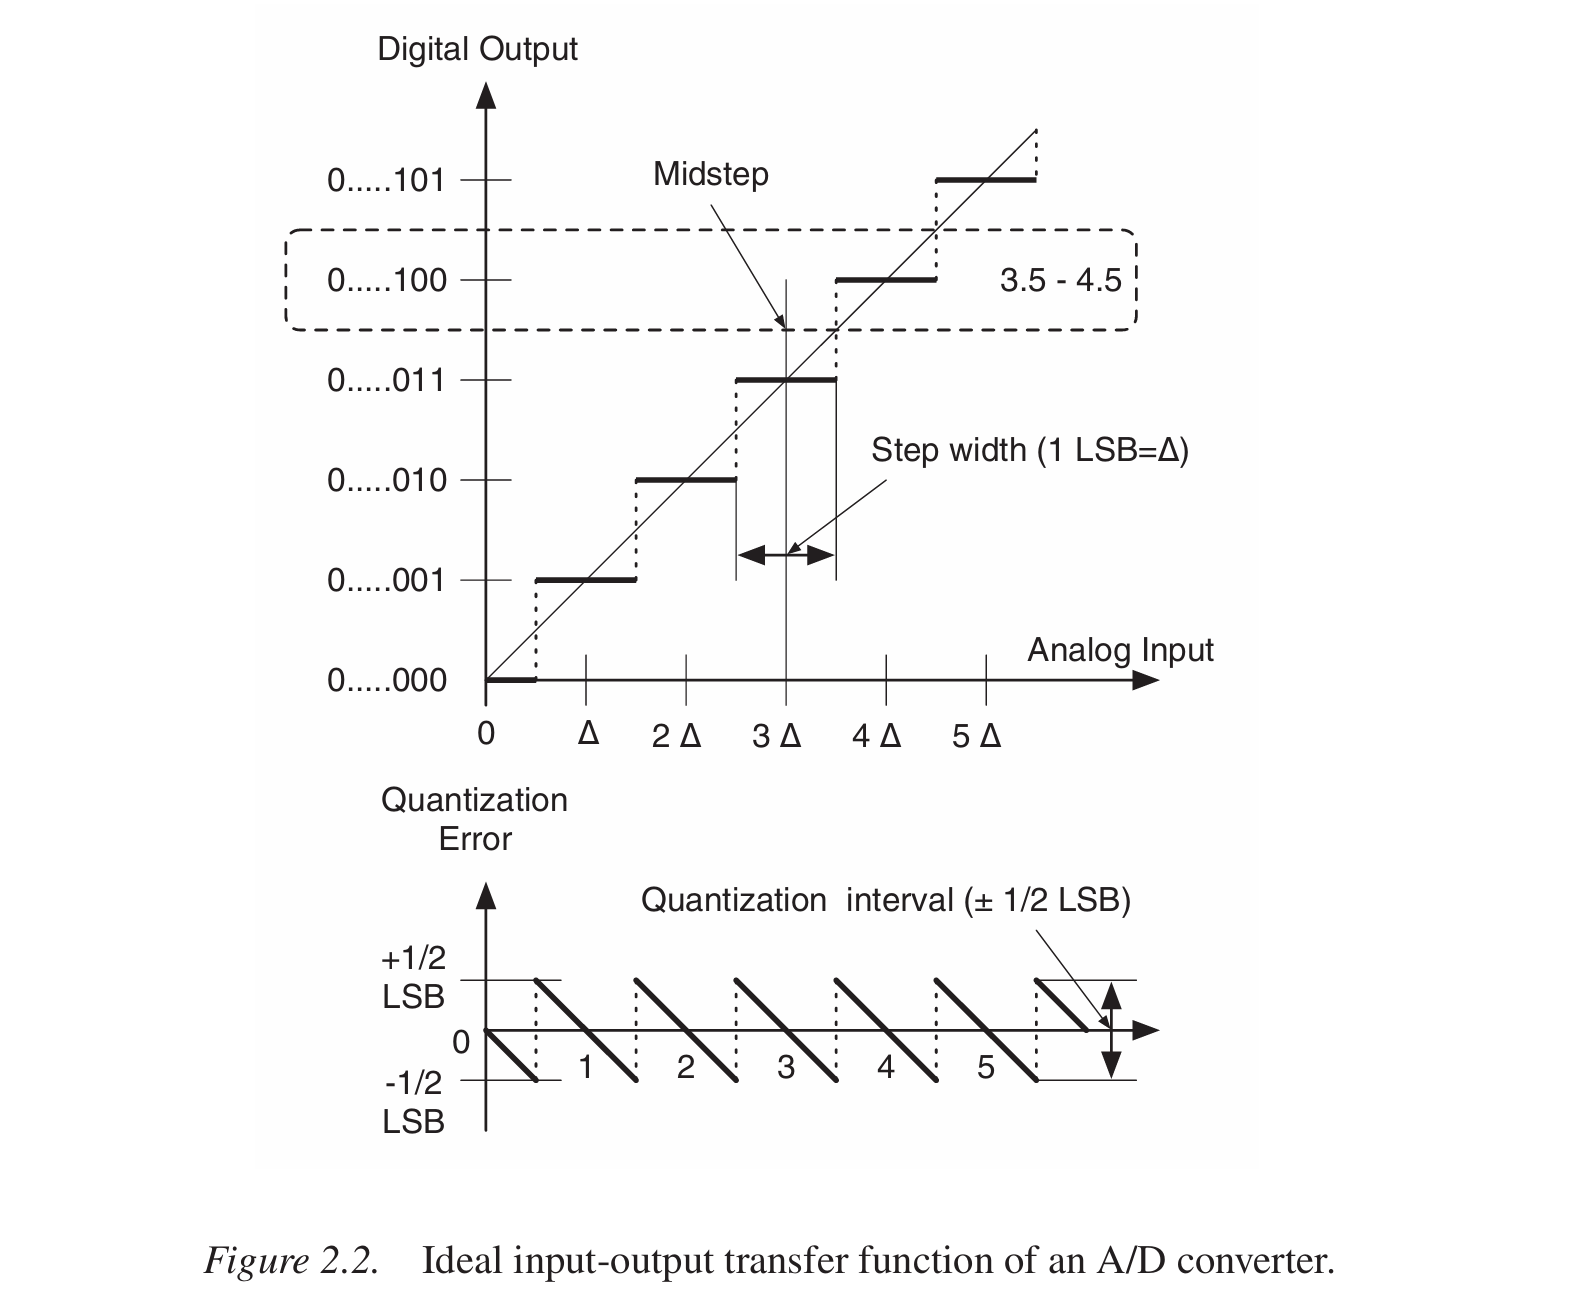 Digital Output
0.....101
Midstep
0.....100
3.5 - 4.5
0.....011
Step width (1 LSB=Δ)
0.....010
0.....001
Analog Input
0.....000
0 Δ 2 Δ 3 Δ 4 Δ 5 Δ
Quantization
Error
Quantization interval (± 1/2 LSB)
+1/2
LSB
0
1 2 3 4 5
-1/2
LSB
Figure 2.2. Ideal input-output transfer function of an A/D converter.